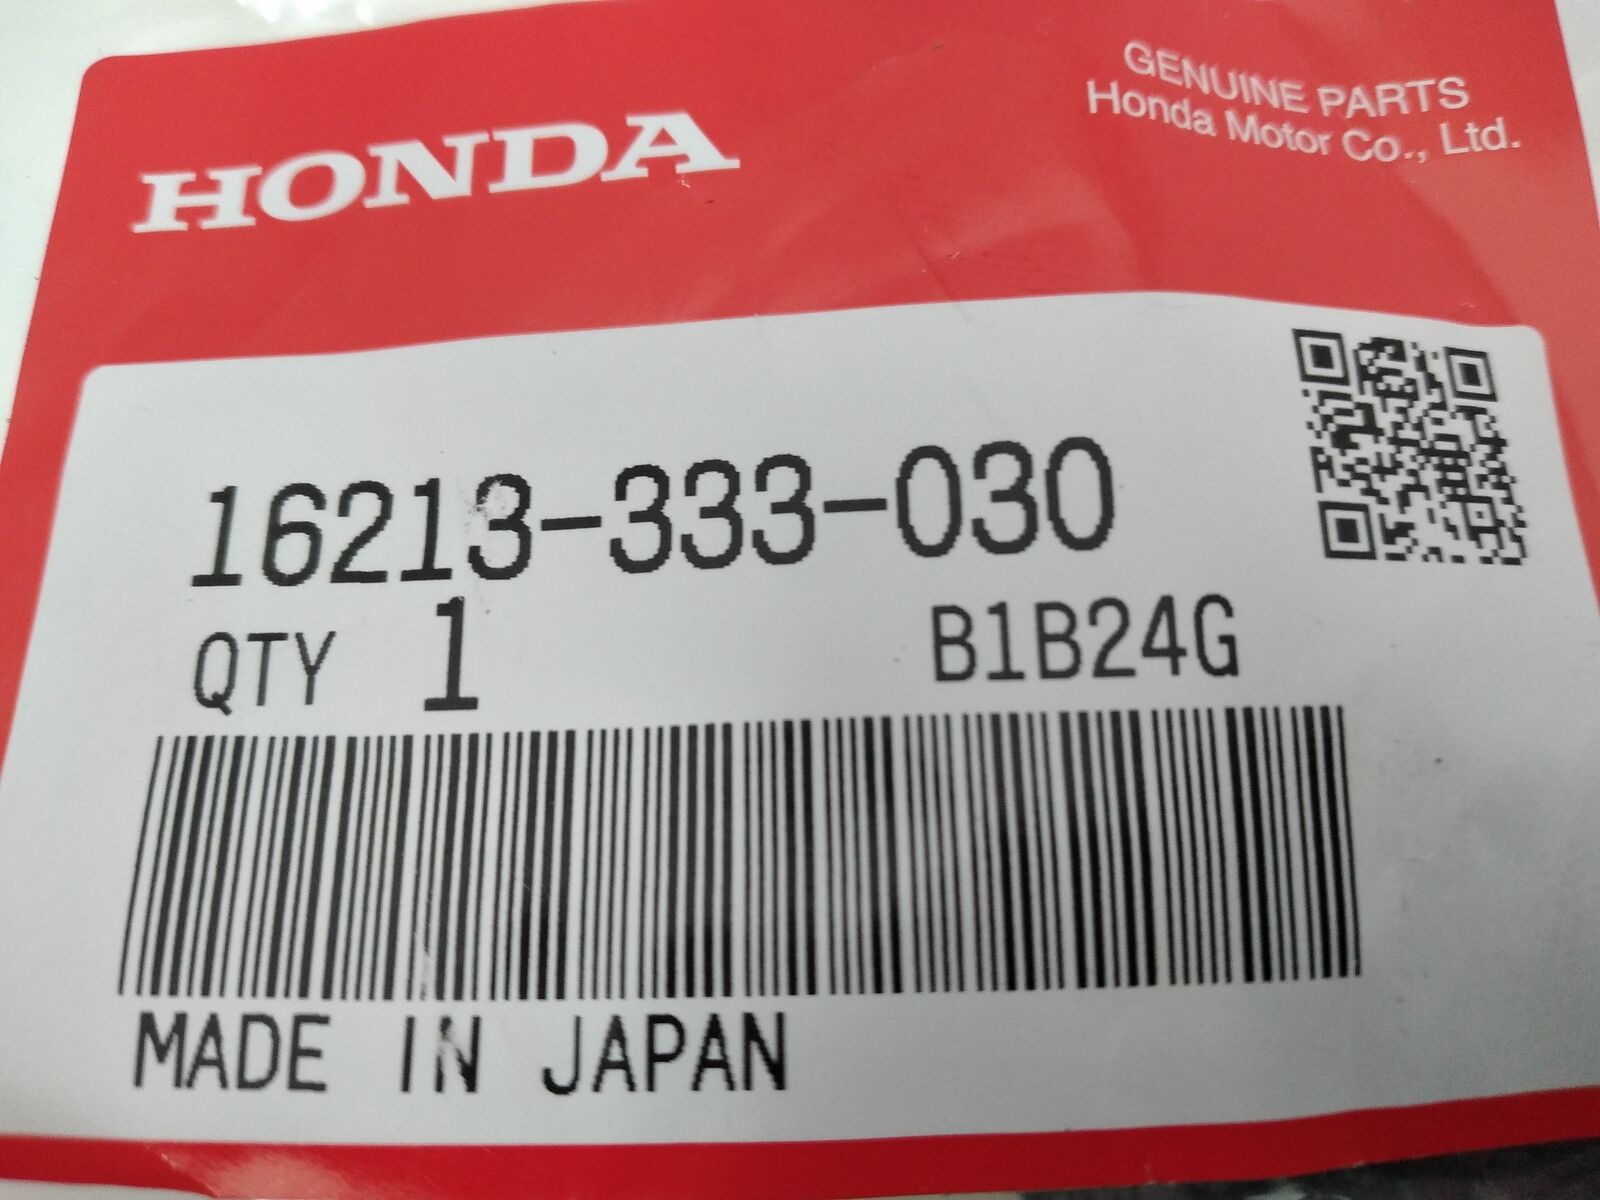 HONDA
GENUINE PARTS
Honda Motor Co., Ltd.
16213-333-030
QTY 1 B1B24G
MADE IN JAPAN